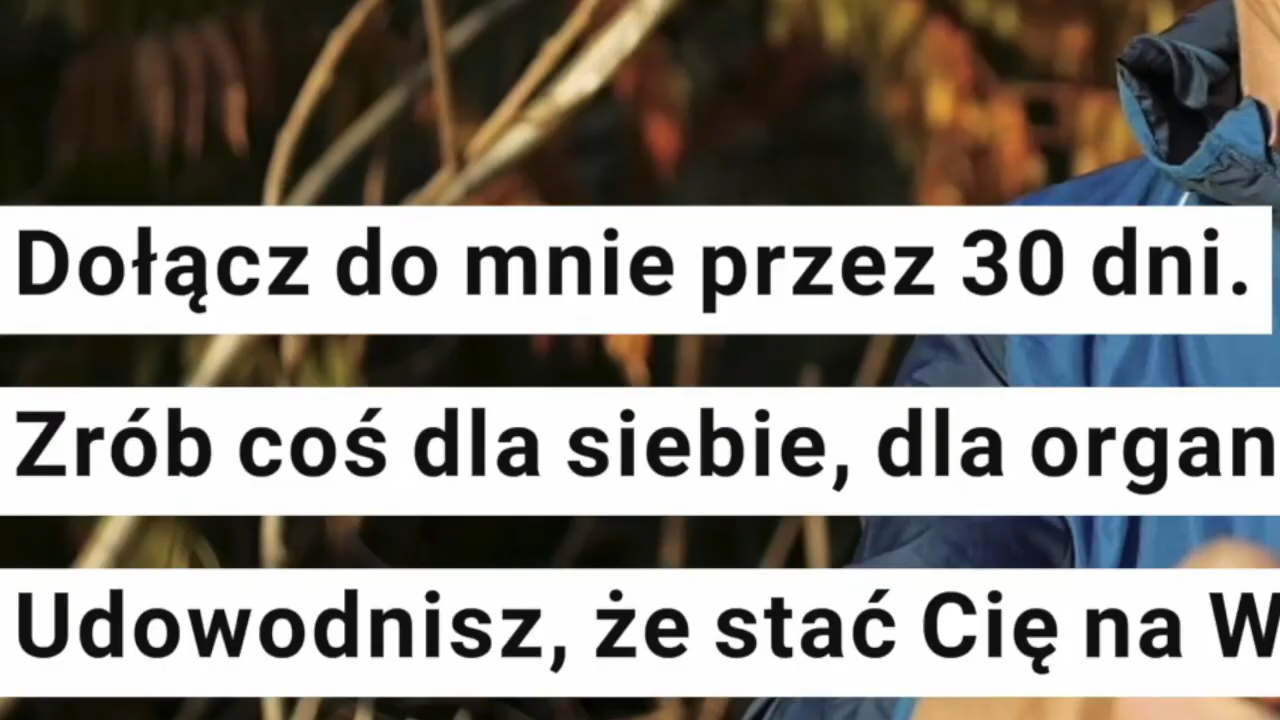 Dołącz do mnie przez 30 dni.
Zrób coś dla siebie, dla organ
Udowodnisz, że stać Cię na W